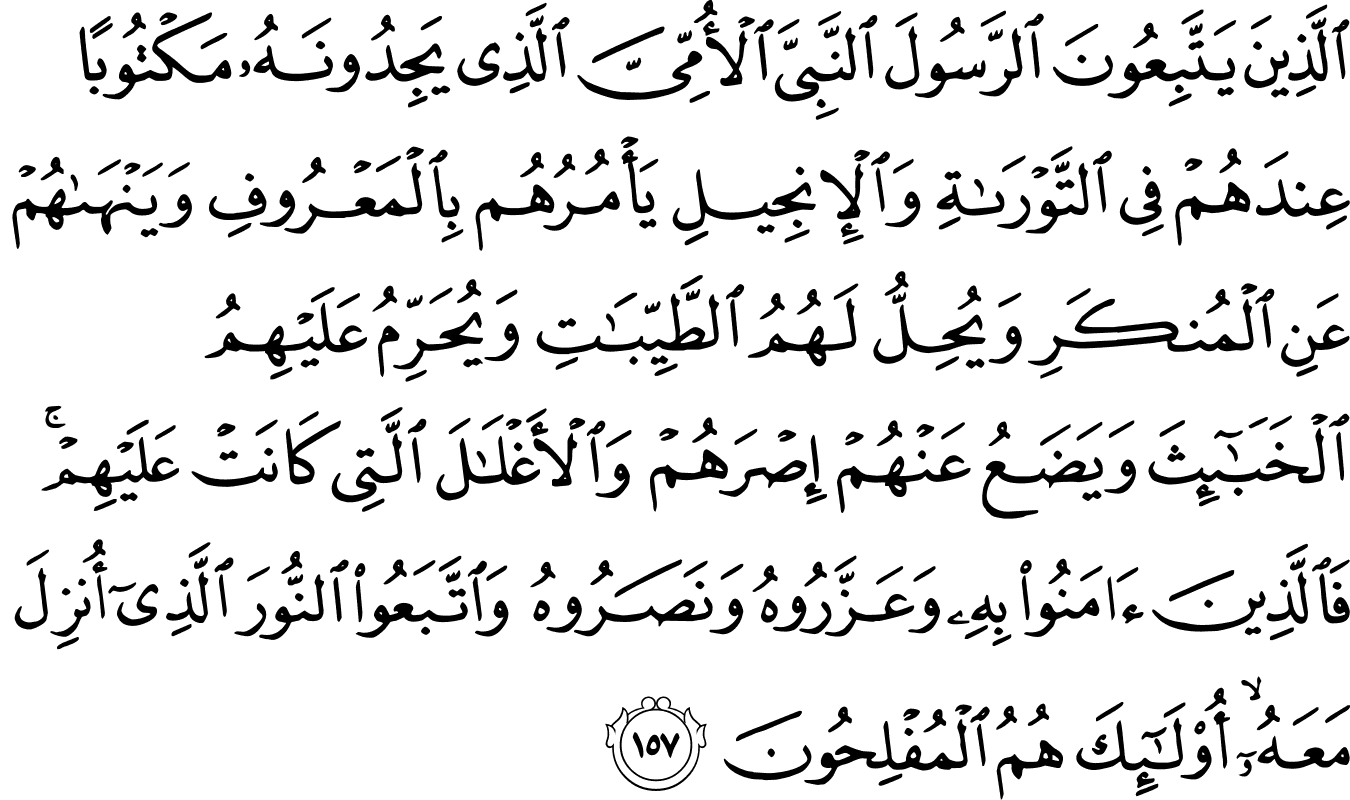 ٱلَّذِينَ يَتَّبِعُونَ ٱلرَّسُولَ ٱلنَّبِىَّ ٱلْأُمِّىَّ ٱلَّذِى يَجِدُونَهُۥ مَكْتُوبًا
عِندَهُمْ فِى ٱلتَّوْرَىٰةِ وَٱلْإِنجِيلِ يَأْمُرُهُم بِٱلْمَعْرُوفِ وَيَنْهَىٰهُمْ
عَنِ ٱلْمُنكَرِ وَيُحِلُّ لَهُمُ ٱلطَّيِّبَـٰتِ وَيُحَرِّمُ عَلَيْهِمُ
ٱلْخَبَـٰٓئِثَ وَيَضَعُ عَنْهُمْ إِصْرَهُمْ وَٱلْأَغْلَـٰلَ ٱلَّتِى كَانَتْ عَلَيْهِمْ ۚ
فَٱلَّذِينَ ءَامَنُوا۟ بِهِۦ وَعَزَّرُوهُ وَنَصَرُوهُ وَٱتَّبَعُوا۟ ٱلنُّورَ ٱلَّذِىٓ أُنزِلَ
مَعَهُۥٓ ۙ أُو۟لَـٰٓئِكَ هُمُ ٱلْمُفْلِحُونَ ١٥٧